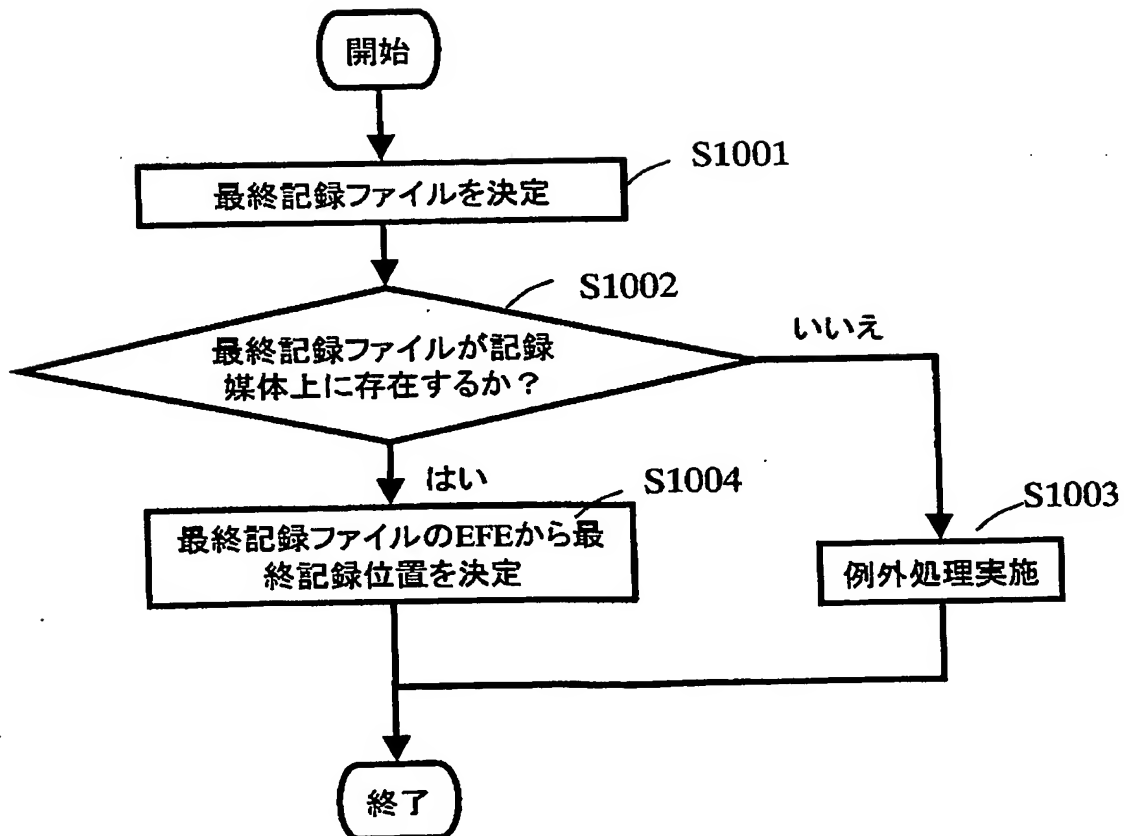 開始
S1001
最終記録ファイルを決定
S1002
最終記録ファイルが記録
媒体上に存在するか？
いいえ
はい
S1004
最終記録ファイルのEFEから最
終記録位置を決定
S1003
例外処理実施
終了